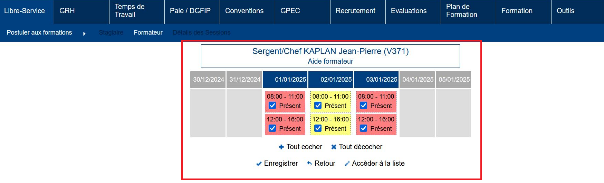 Libre-Service GRH Temps de Travail Paie / DGFIP Conventions GPEC Recrutement Evaluations Plan de Formation Formation Outils
Postuler aux formations Stagiaire Formateur Détails des Sessions
Sergent/Chef KAPLAN Jean-Pierre (V371)
Aide formateur
30/12/2024 31/12/2024 01/01/2025 02/01/2025 03/01/2025 04/01/2025 05/01/2025
08:00 - 11:00 08:00 - 11:00 08:00 - 11:00
Présent Présent Présent
12:00 - 16:00 12:00 - 16:00 12:00 - 16:00
Présent Présent Présent
Tout cocher Tout décocher
Enregistrer Retour Accéder à la liste